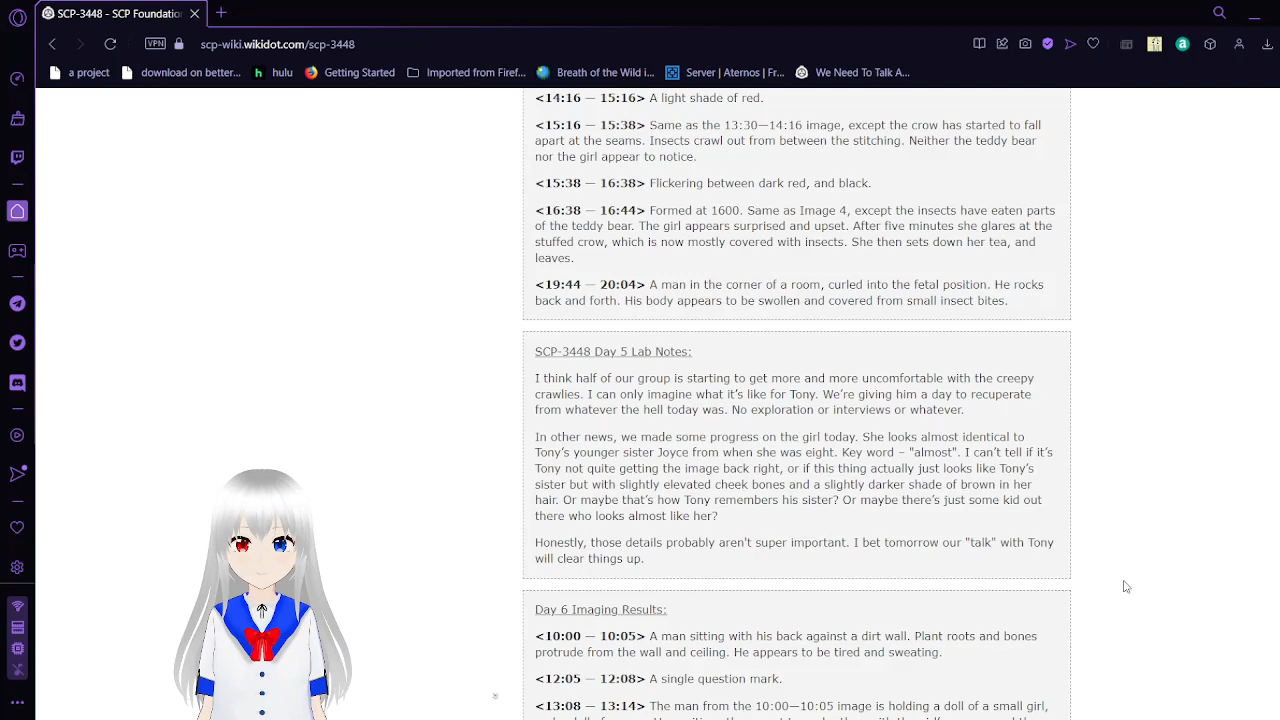 SCP-3448 - SCP Foundation
VPN
scp-wiki.wikidot.com/scp-3448
a project
download on better...
hulu
Getting Started
Imported from Firef...
Breath of the Wild i...
Server | Aternos | Fr...
We Need To Talk A...
<14:16 — 15:16> A light shade of red.
<15:16 — 15:38> Same as the 13:30—14:16 image, except the crow has started to fall
apart at the seams. Insects crawl out from between the stitching. Neither the teddy bear
nor the girl appear to notice.
<15:38 — 16:38> Flickering between dark red, and black.
<16:38 — 16:44> Formed at 1600. Same as Image 4, except the insects have eaten parts
of the teddy bear. The girl appears surprised and upset. After five minutes she glares at the
stuffed crow, which is now mostly covered with insects. She then sets down her tea, and
leaves.
<19:44 — 20:04> A man in the corner of a room, curled into the fetal position. He rocks
back and forth. His body appears to be swollen and covered from small insect bites.
SCP-3448 Day 5 Lab Notes:
I think half of our group is starting to get more and more uncomfortable with the creepy
crawlies. I can only imagine what it's like for Tony. We're giving him a day to recuperate
from whatever the hell today was. No exploration or interviews or whatever.
In other news, we made some progress on the girl today. She looks almost identical to
Tony's younger sister Joyce from when she was eight. Key word – "almost". I can't tell if it's
Tony not quite getting the image back right, or if this thing actually just looks like Tony's
sister but with slightly elevated cheek bones and a slightly darker shade of brown in her
hair. Or maybe that's how Tony remembers his sister? Or maybe there's just some kid out
there who looks almost like her?
Honestly, those details probably aren't super important. I bet tomorrow our "talk" with Tony
will clear things up.
Day 6 Imaging Results:
<10:00 — 10:05> A man sitting with his back against a dirt wall. Plant roots and bones
protrude from the wall and ceiling. He appears to be tired and sweating.
<12:05 — 12:08> A single question mark.
<13:08 — 13:14> The man from the 10:00—10:05 image is holding a doll of a small girl,